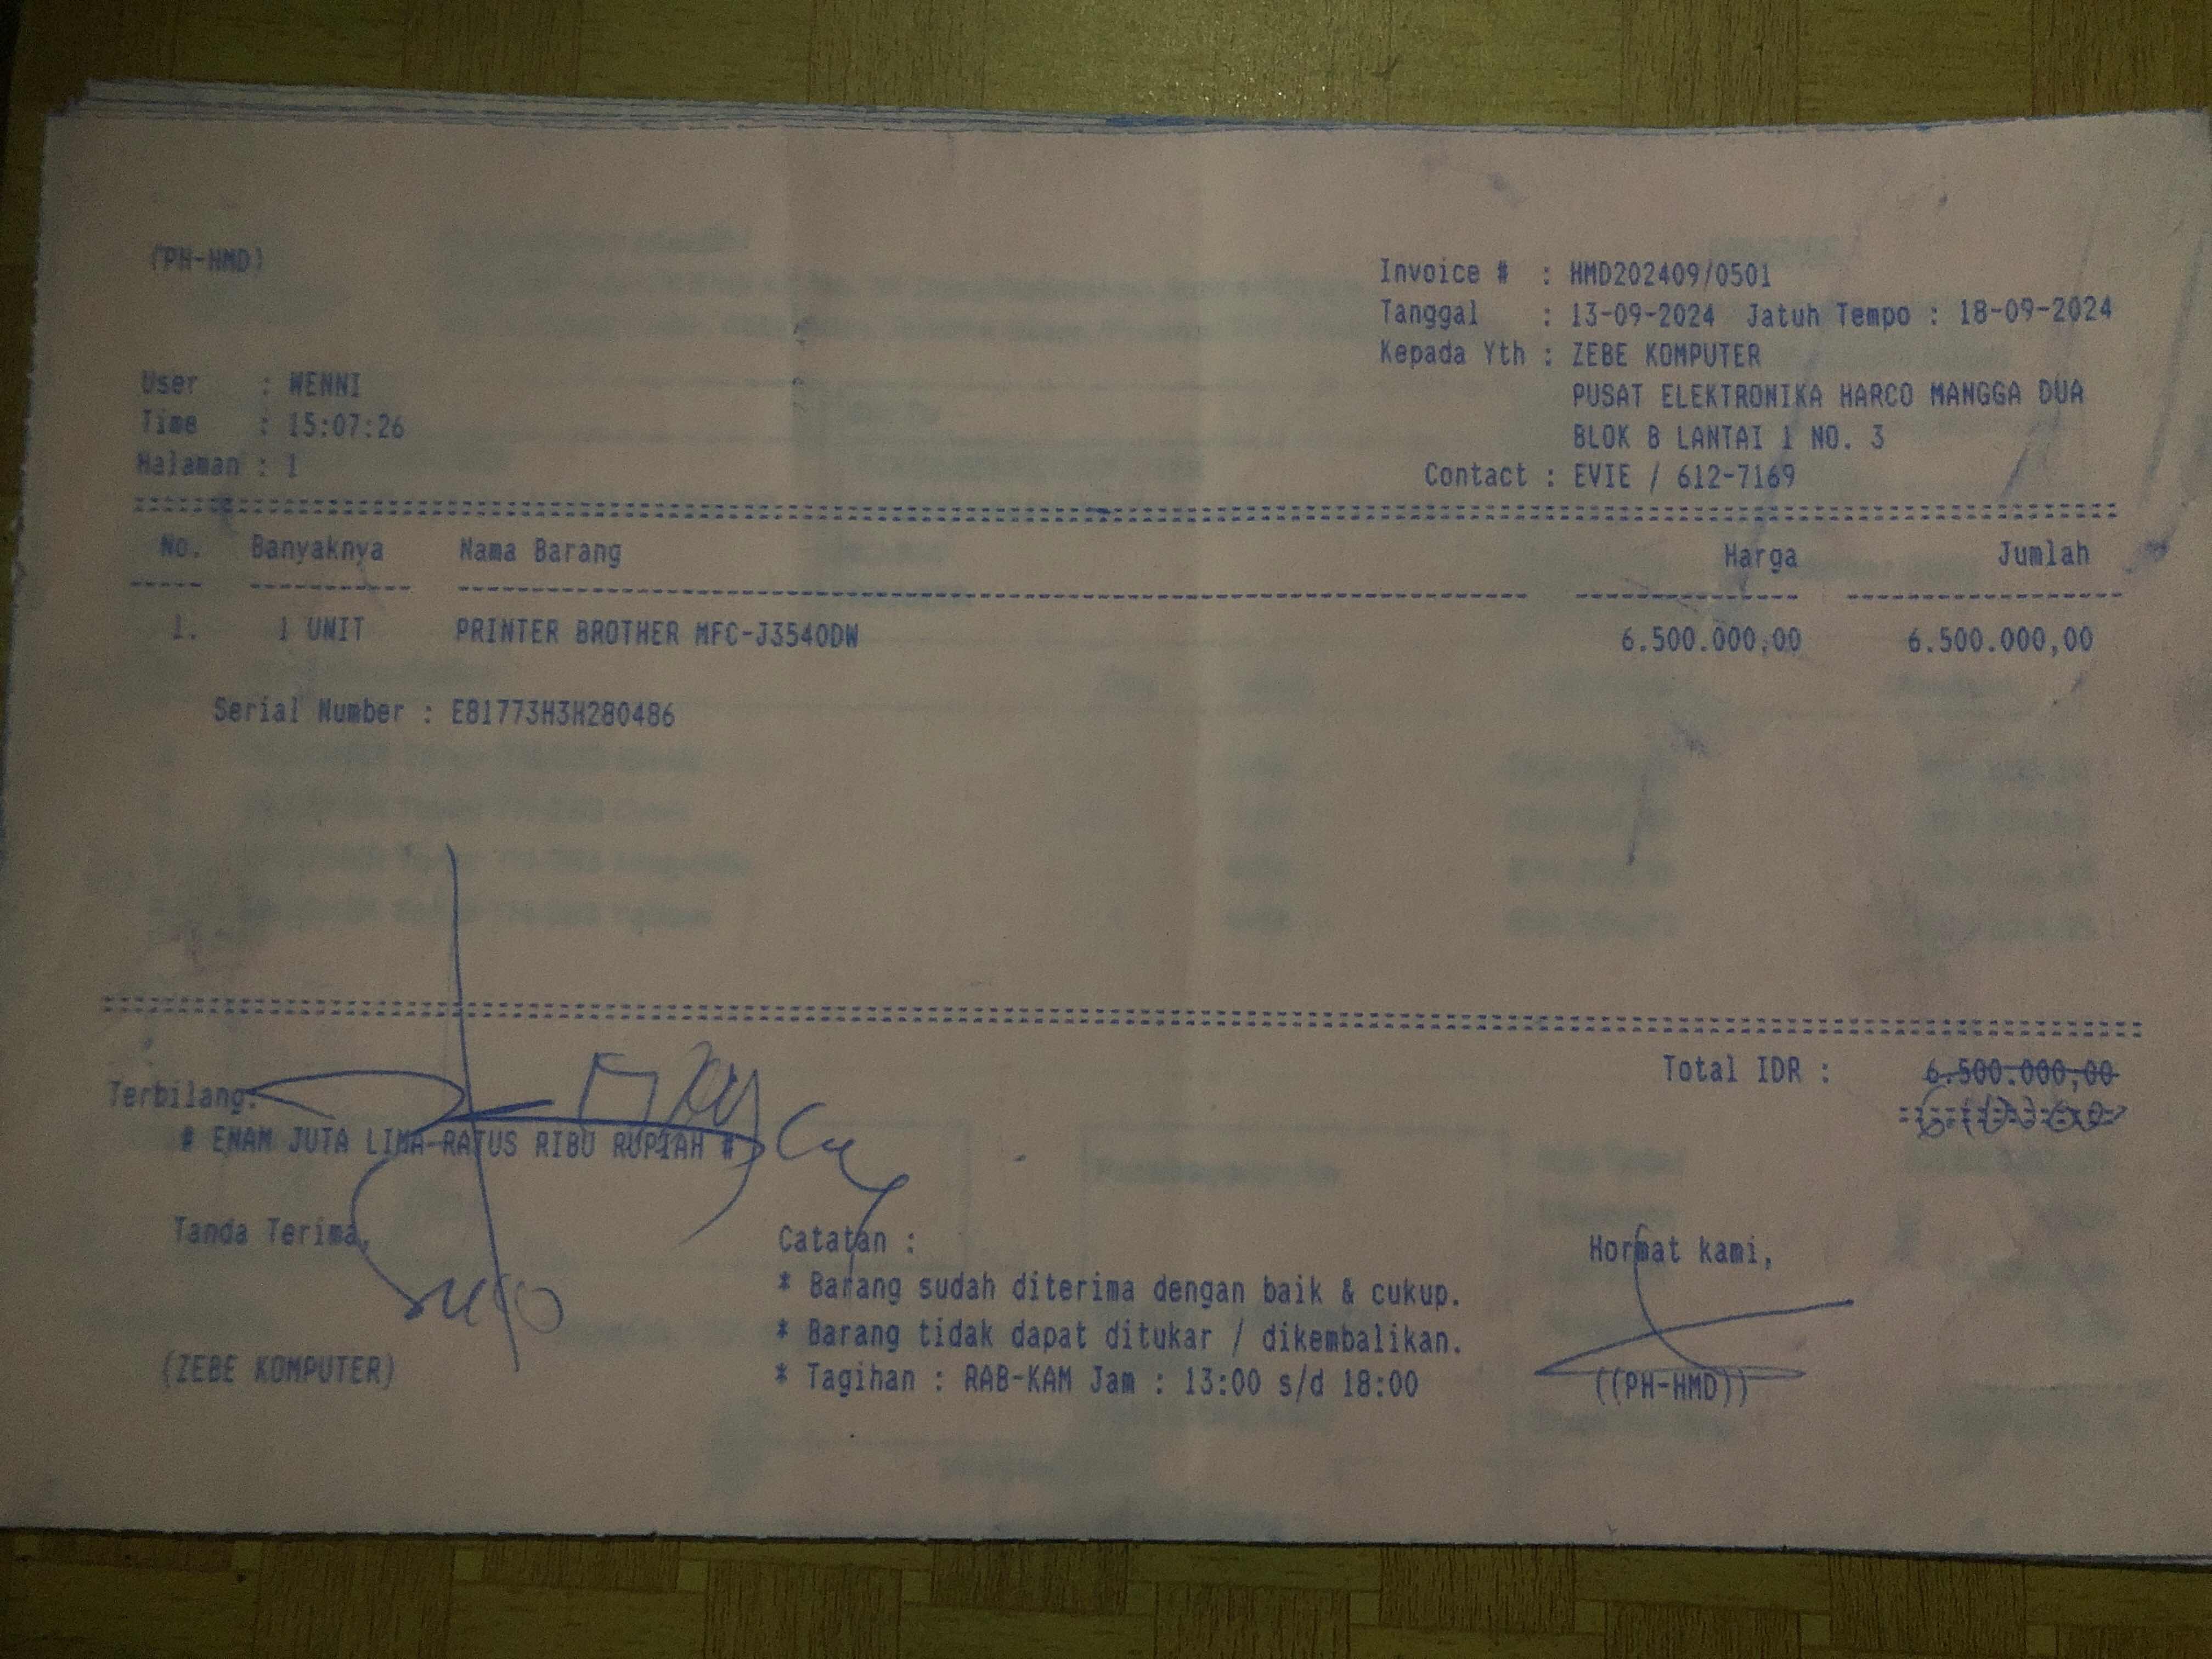 (PH-HMD)
Invoice # : HMD202409/0501
Tanggal : 13-09-2024 Jatuh Tempo : 18-09-2024
Kepada Yth : ZEBE KOMPUTER
PUSAT ELEKTRONIKA HARCO MANGGA DUA
BLOK B LANTAI 1 NO. 3
Contact : EVIE / 612-7169
User : WENNI
Time : 15:07:26
Halaman : 1
No. Banyaknya Nama Barang Harga Jumlah
1. 1 UNIT PRINTER BROTHER MFC-J3540DW 6.500.000,00 6.500.000,00
Serial Number : E81773H3H280486
Total IDR : 6.500.000,00
Terbilang:
# ENAM JUTA LIMA RATUS RIBU RUPIAH #
Tanda Terima,
(ZEBE KOMPUTER)
Catatan :
* Barang sudah diterima dengan baik & cukup.
* Barang tidak dapat ditukar / dikembalikan.
* Tagihan : RAB-KAM Jam : 13:00 s/d 18:00
Hormat kami,
((PH-HMD))